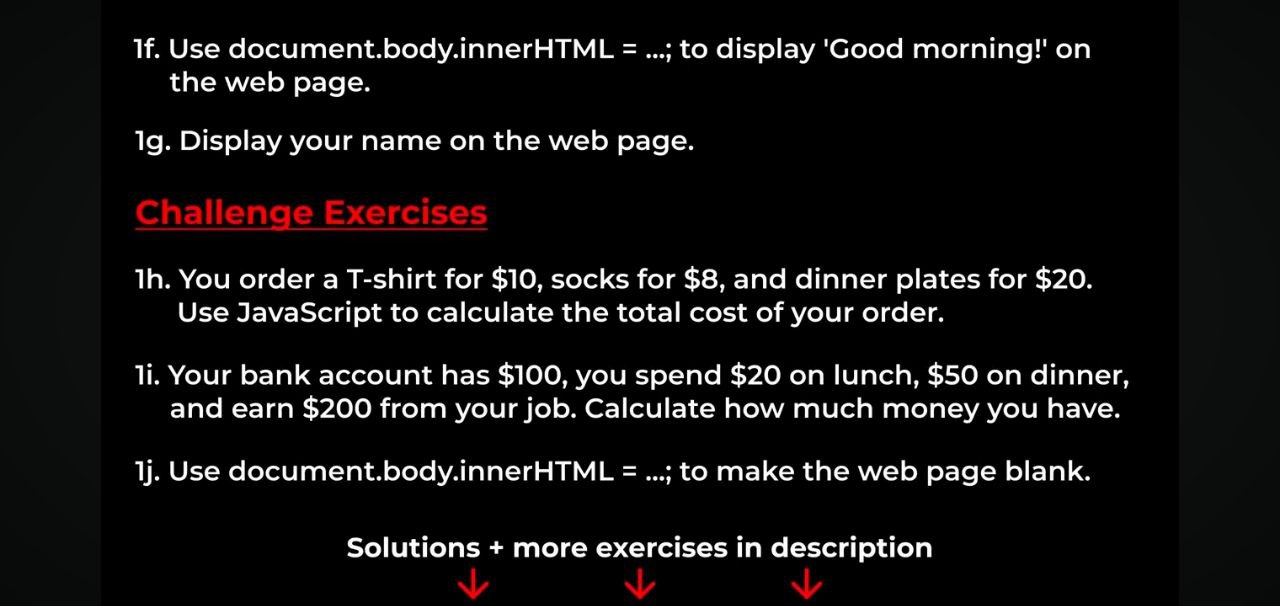 1f. Use document.body.innerHTML = ...; to display 'Good morning!' on
the web page.
1g. Display your name on the web page.
Challenge Exercises
1h. You order a T-shirt for $10, socks for $8, and dinner plates for $20.
Use JavaScript to calculate the total cost of your order.
1i. Your bank account has $100, you spend $20 on lunch, $50 on dinner,
and earn $200 from your job. Calculate how much money you have.
1j. Use document.body.innerHTML = ...; to make the web page blank.
Solutions + more exercises in description